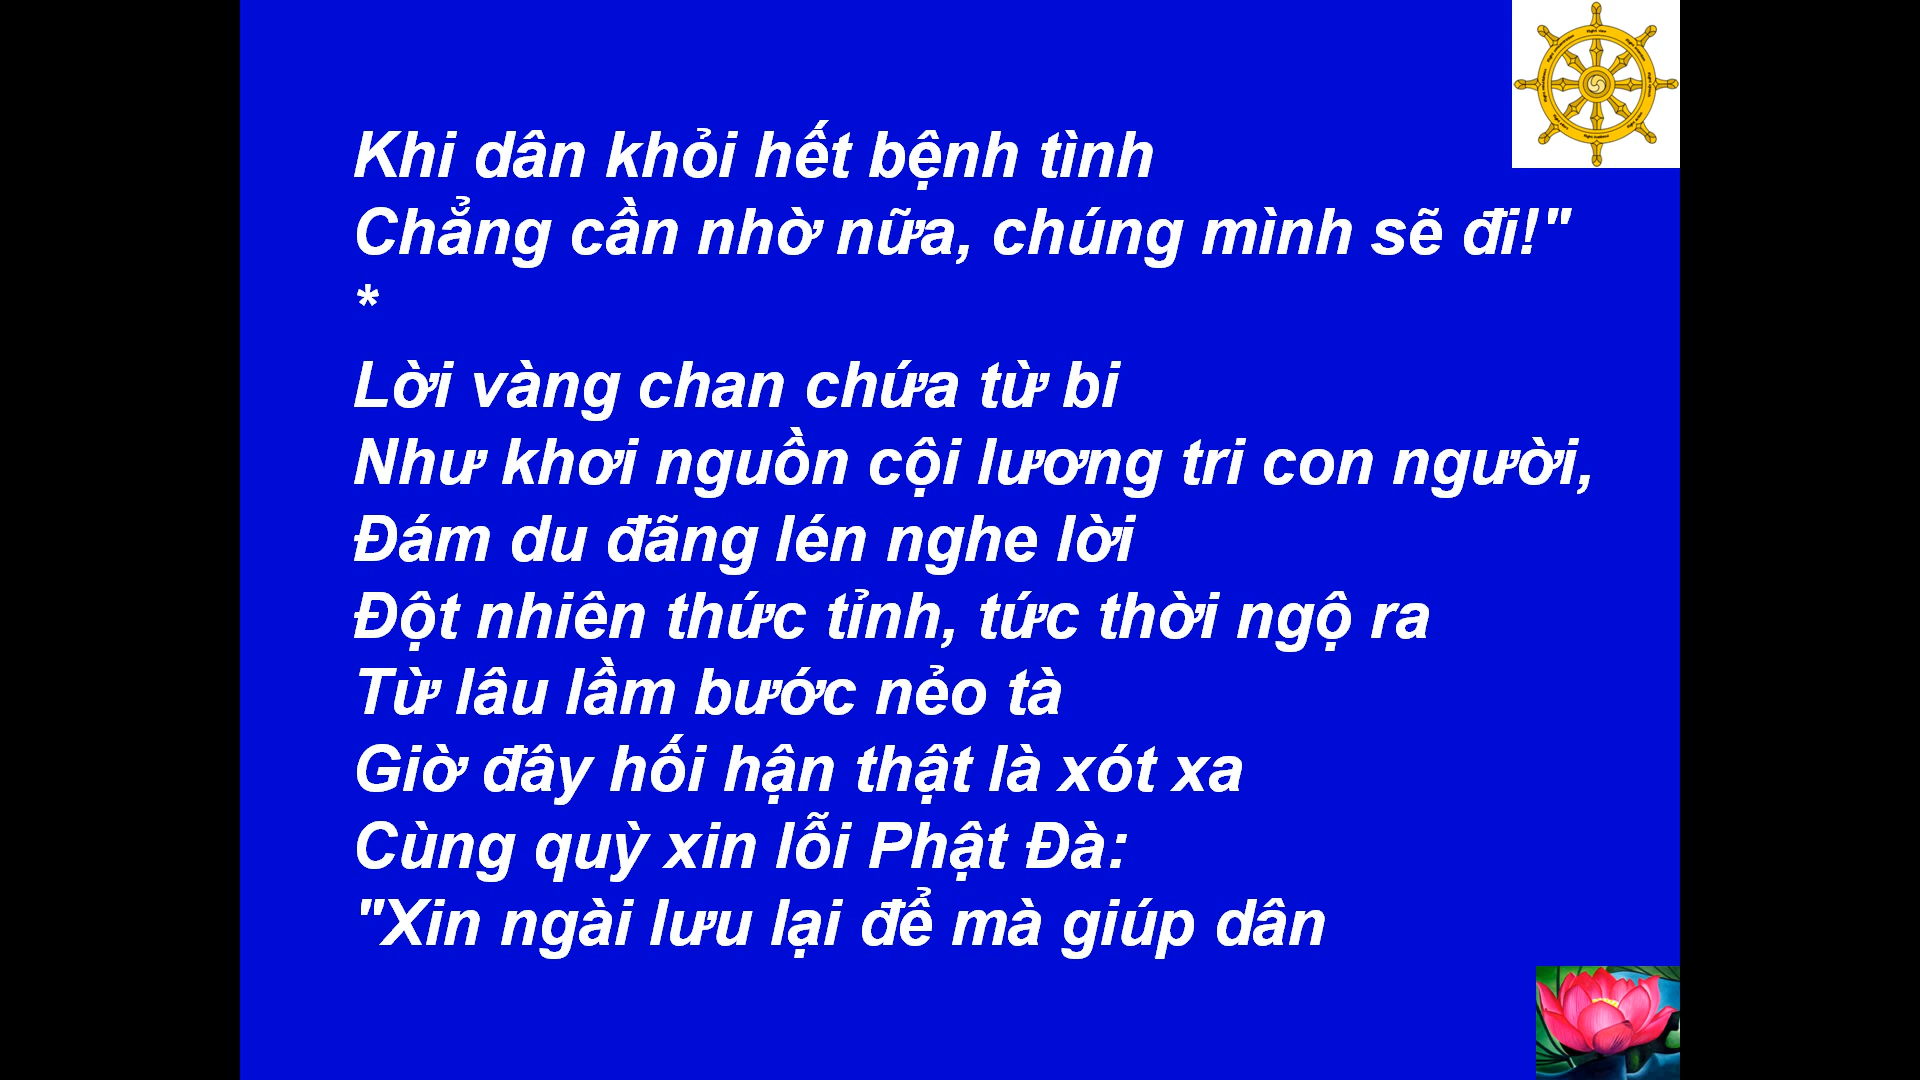 Khi dân khỏi hết bệnh tình
Chẳng cần nhờ nữa, chúng mình sẽ đi!"
*
Lời vàng chan chứa từ bi
Như khơi nguồn cội lương tri con người,
Đám du đãng lén nghe lời
Đột nhiên thức tỉnh, tức thời ngộ ra
Từ lâu lầm bước nẻo tà
Giờ đây hối hận thật là xót xa
Cùng quỳ xin lỗi Phật Đà:
"Xin ngài lưu lại để mà giúp dân